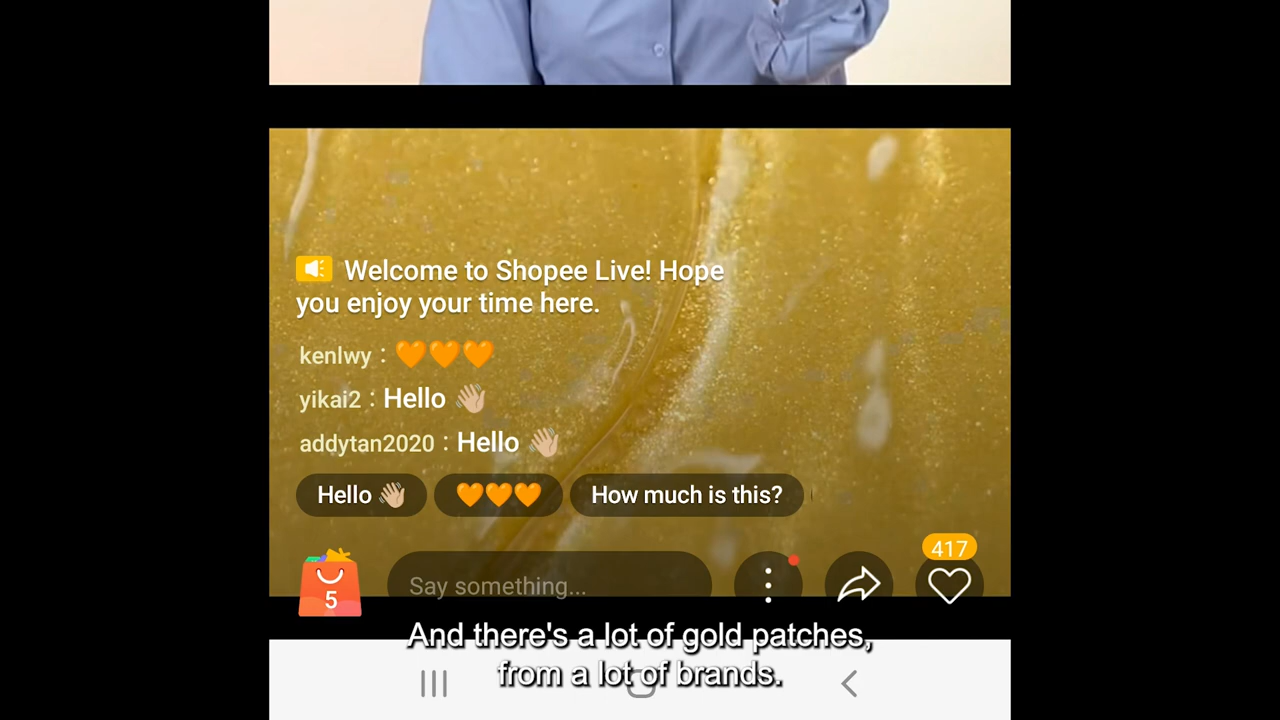 Welcome to Shopee Live! Hope
you enjoy your time here.
kenlwy : 🧡🧡🧡
yikai2 : Hello 👋🏼
addytan2020 : Hello 👋🏼
Hello 👋🏼 🧡🧡🧡 How much is this?
417
Say something...
5
And there's a lot of gold patches,
from a lot of brands.